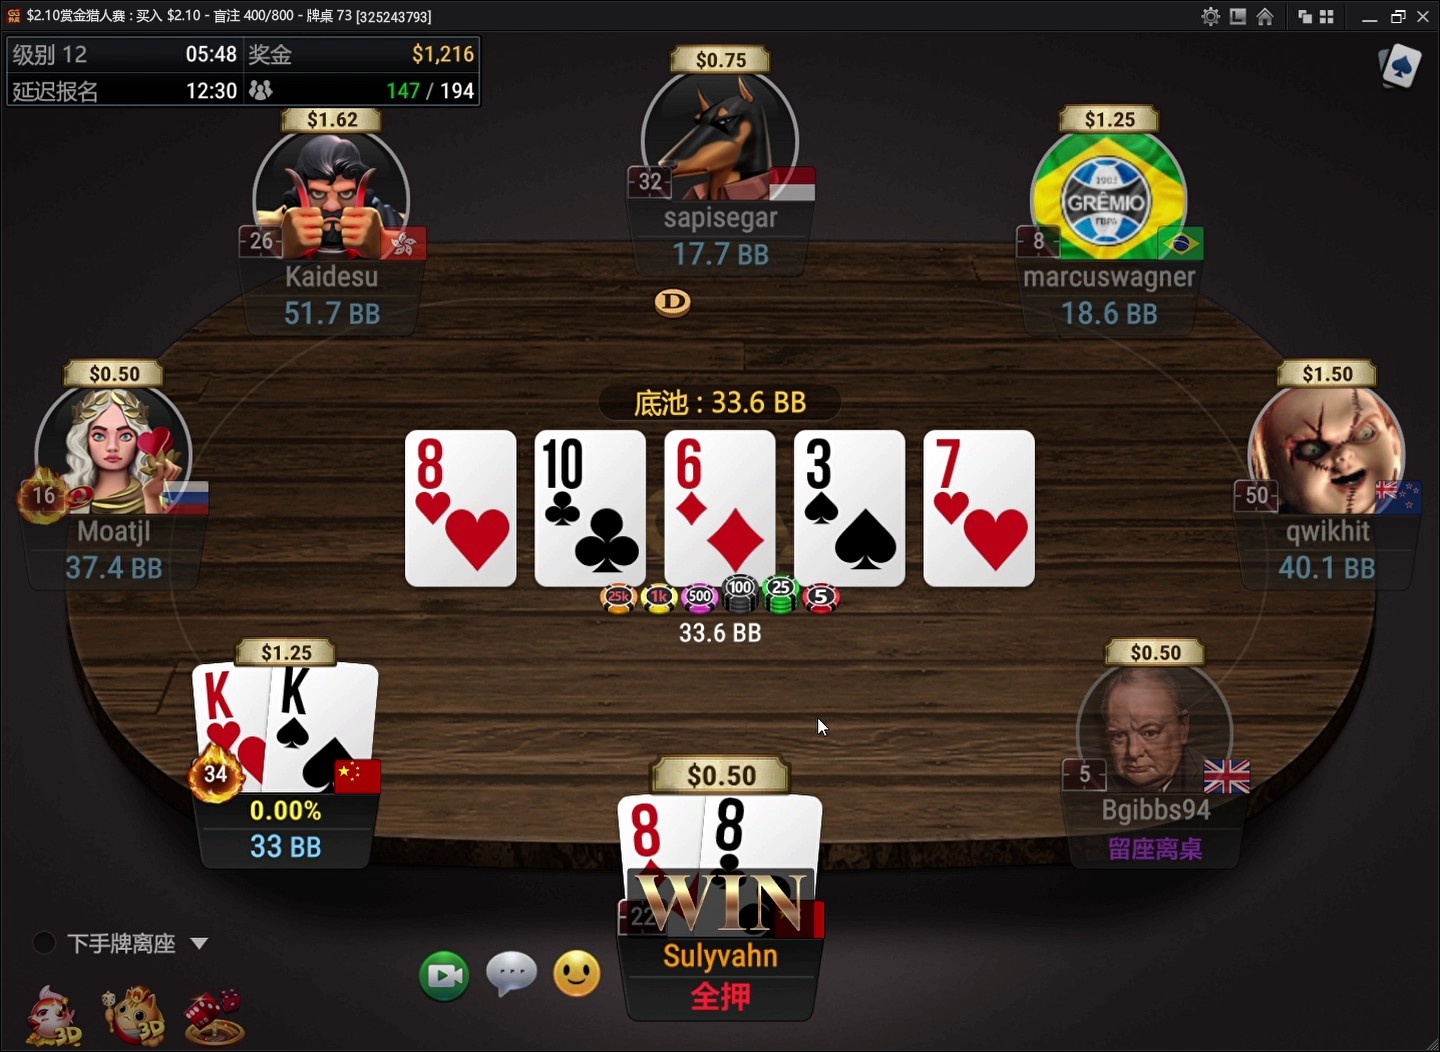 $2.10赏金猎人赛 : 买入 $2.10 - 盲注 400/800 - 牌桌 73 [325243793]
级别 12 05:48 奖金 $1,216
延迟报名 12:30 147 / 194
$0.75
32
sapisegar
17.7 BB
$1.62
26
Kaidesu
51.7 BB
$1.25
1903
GRÊMIO
FBPA
8
marcuswagner
18.6 BB
D
$0.50
16
Moatjl
37.4 BB
$1.50
50
qwikhit
40.1 BB
底池 : 33.6 BB
8 10 6 3 7
25k 1k 500 100 25 5
33.6 BB
$1.25
K K
34
0.00%
33 BB
$0.50
8 8
WIN
22
Sulyvahn
全押
$0.50
5
Bgibbs94
留座离桌
下手牌离座
3D 3D